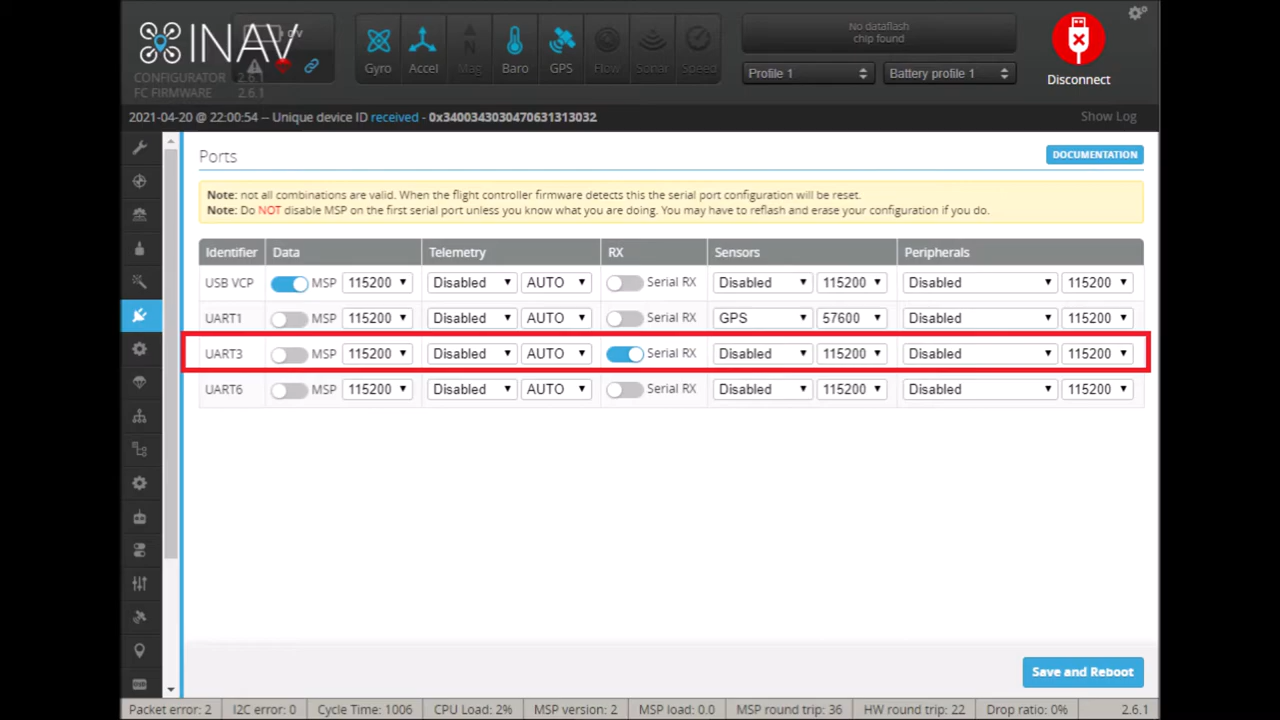 INAV
0V
CONFIGURATOR 2.6.1
FC FIRMWARE 2.6.1
Gyro Accel Mag Baro GPS Flow Sonar Speed
No dataflash
chip found
Profile 1 Battery profile 1
Disconnect
2021-04-20 @ 22:00:54 -- Unique device ID received - 0x3400343030470631313032 Show Log
Ports DOCUMENTATION
Note: not all combinations are valid. When the flight controller firmware detects this the serial port configuration will be reset.
Note: Do NOT disable MSP on the first serial port unless you know what you are doing. You may have to reflash and erase your configuration if you do.
Identifier Data Telemetry RX Sensors Peripherals
USB VCP MSP 115200 Disabled AUTO Serial RX Disabled 115200 Disabled 115200
UART1 MSP 115200 Disabled AUTO Serial RX GPS 57600 Disabled 115200
UART3 MSP 115200 Disabled AUTO Serial RX Disabled 115200 Disabled 115200
UART6 MSP 115200 Disabled AUTO Serial RX Disabled 115200 Disabled 115200
Save and Reboot
Packet error: 2 I2C error: 0 Cycle Time: 1006 CPU Load: 2% MSP version: 2 MSP load: 0.0 MSP round trip: 36 HW round trip: 22 Drop ratio: 0% 2.6.1